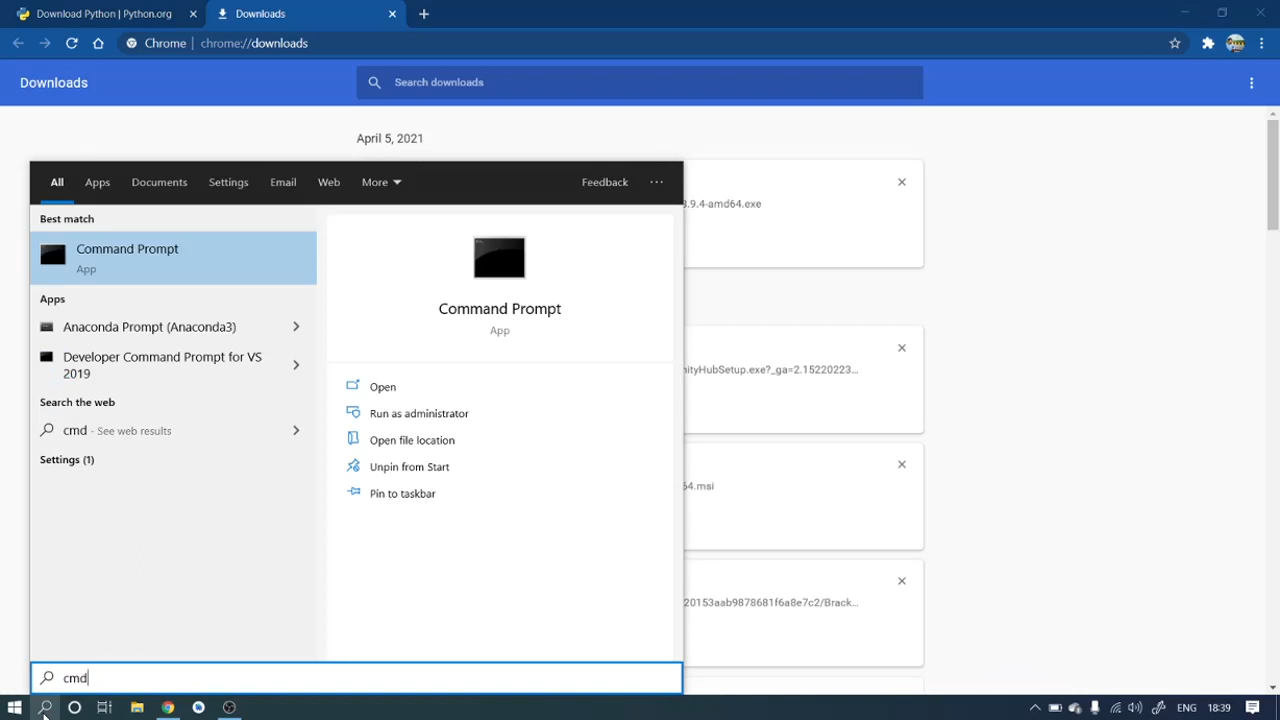 Download Python | Python.org
Downloads
Chrome | chrome://downloads
Downloads
Search downloads
April 5, 2021
All Apps Documents Settings Email Web More Feedback
Best match
Command Prompt
App
Apps
Anaconda Prompt (Anaconda3)
Developer Command Prompt for VS
2019
Search the web
cmd - See web results
Settings (1)
Command Prompt
App
Open
Run as administrator
Open file location
Unpin from Start
Pin to taskbar
3.9.4-amd64.exe
nityHubSetup.exe?_ga=2.15220223...
64.msi
20153aab9878681f6a8e7c2/Brack...
cmd
ENG 18:39